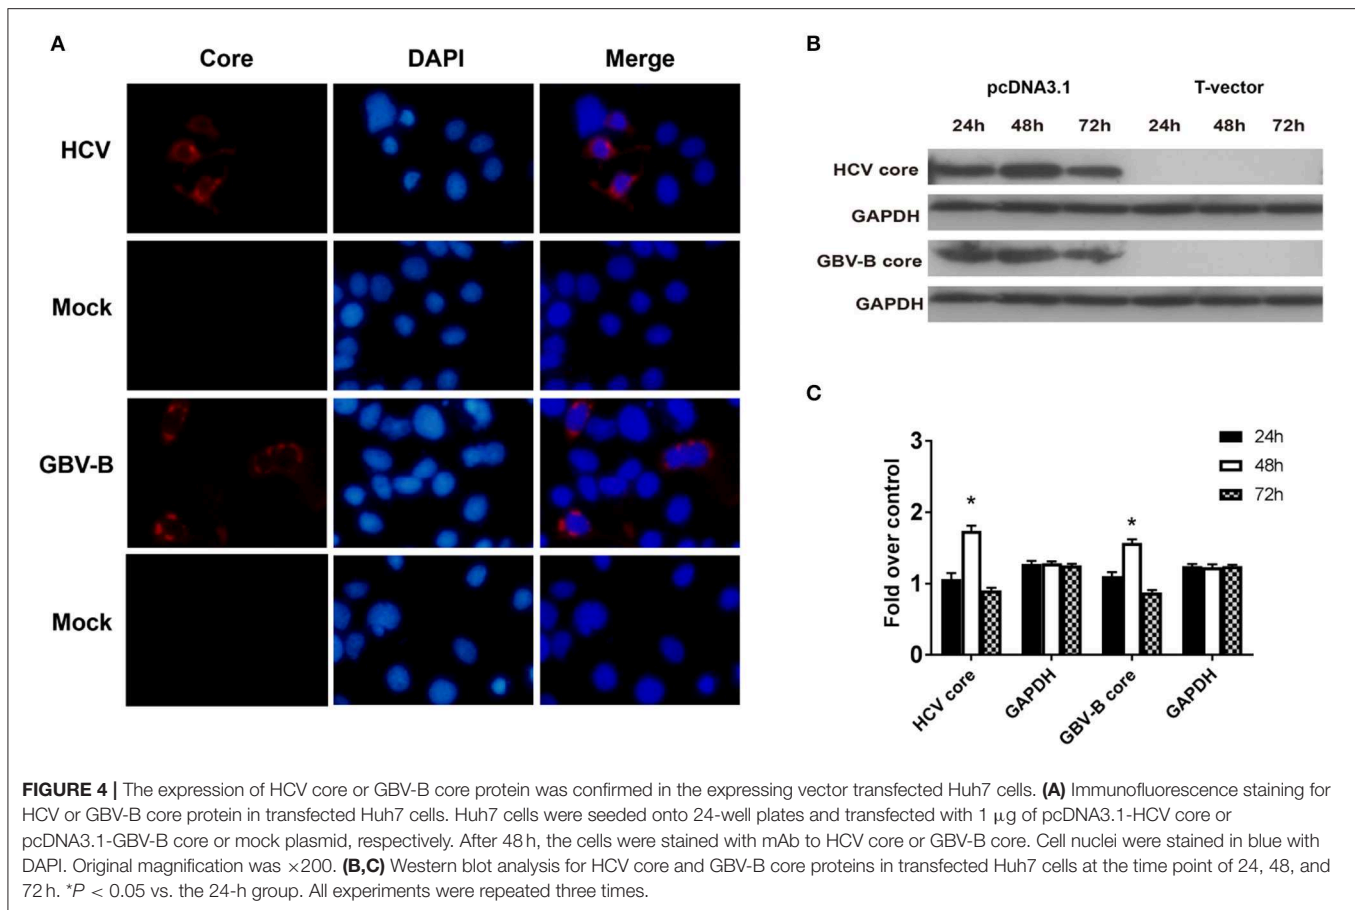 A
Core DAPI Merge
HCV
Mock
GBV-B
Mock
B
pcDNA3.1 T-vector
24h 48h 72h 24h 48h 72h
HCV core
GAPDH
GBV-B core
GAPDH
C
Fold over control
3
2
1
0
24h
48h
72h
*
*
HCV core
GAPDH
GBV-B core
GAPDH
FIGURE 4 | The expression of HCV core or GBV-B core protein was confirmed in the expressing vector transfected Huh7 cells. (A) Immunofluorescence staining for
HCV or GBV-B core protein in transfected Huh7 cells. Huh7 cells were seeded onto 24-well plates and transfected with 1 μg of pcDNA3.1-HCV core or
pcDNA3.1-GBV-B core or mock plasmid, respectively. After 48 h, the cells were stained with mAb to HCV core or GBV-B core. Cell nuclei were stained in blue with
DAPI. Original magnification was ×200. (B,C) Western blot analysis for HCV core and GBV-B core proteins in transfected Huh7 cells at the time point of 24, 48, and
72 h. *P < 0.05 vs. the 24-h group. All experiments were repeated three times.